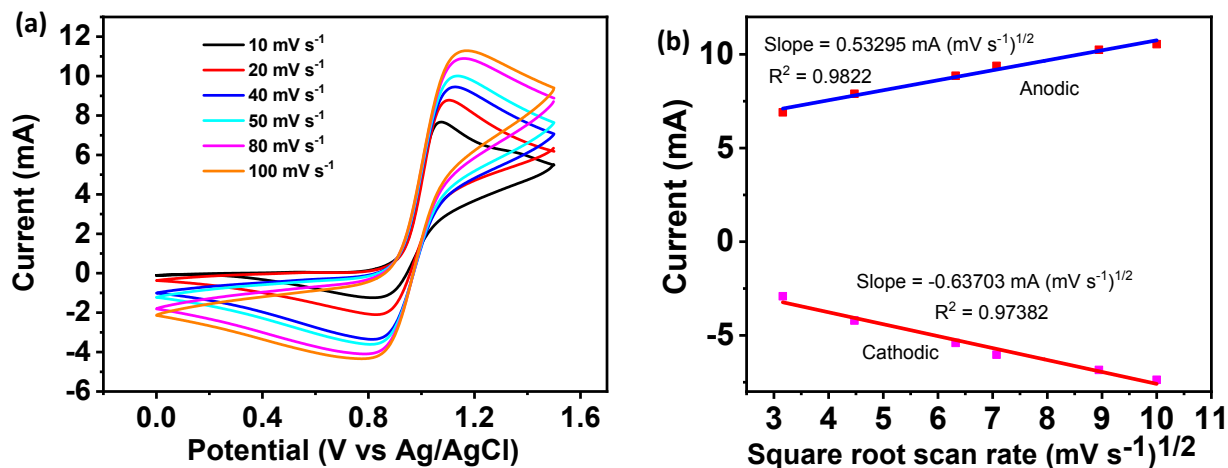 (a)
12
10
8
6
4
2
0
-2
-4
-6
Current (mA)
10 mV s⁻¹
20 mV s⁻¹
40 mV s⁻¹
50 mV s⁻¹
80 mV s⁻¹
100 mV s⁻¹
0.0 0.4 0.8 1.2 1.6
Potential (V vs Ag/AgCl)
(b)
10
5
0
-5
Current (mA)
Slope = 0.53295 mA (mV s⁻¹)¹/²
R² = 0.9822
Anodic
Slope = -0.63703 mA (mV s⁻¹)¹/²
R² = 0.97382
Cathodic
3 4 5 6 7 8 9 10 11
Square root scan rate (mV s⁻¹)¹/²